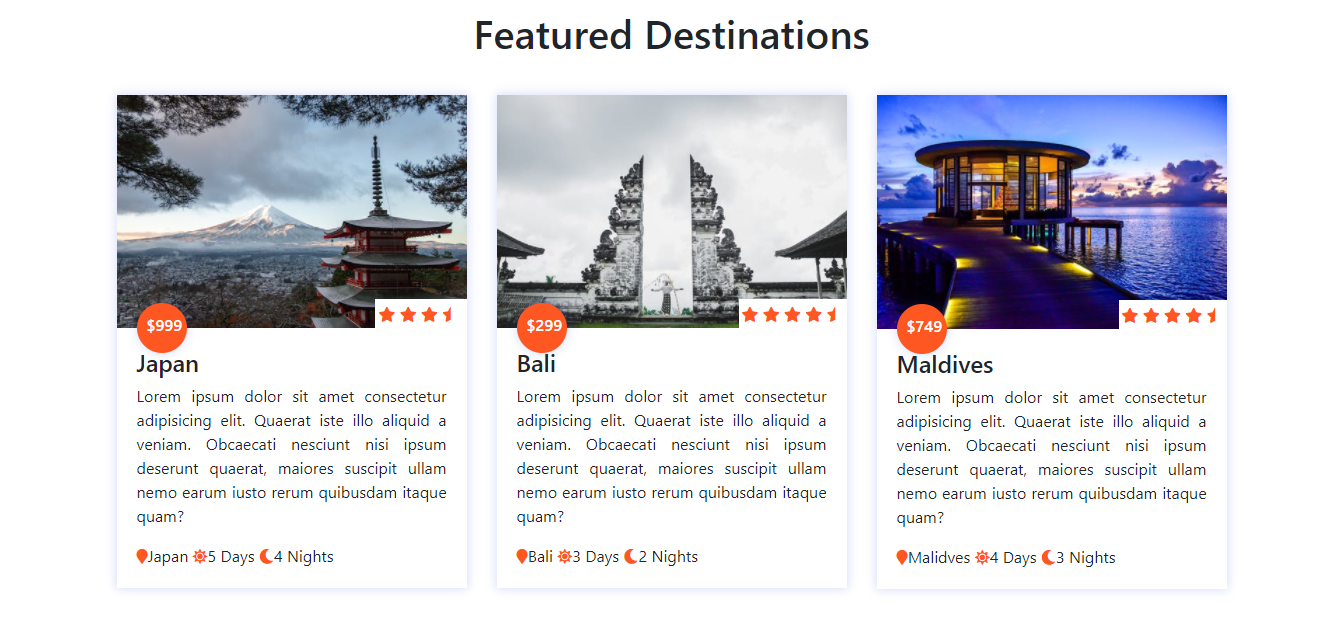 Featured Destinations
$999
Japan
Lorem ipsum dolor sit amet consectetur
adipisicing elit. Quaerat iste illo aliquid a
veniam. Obcaecati nesciunt nisi ipsum
deserunt quaerat, maiores suscipit ullam
nemo earum iusto rerum quibusdam itaque
quam?
Japan 5 Days 4 Nights
$299
Bali
Lorem ipsum dolor sit amet consectetur
adipisicing elit. Quaerat iste illo aliquid a
veniam. Obcaecati nesciunt nisi ipsum
deserunt quaerat, maiores suscipit ullam
nemo earum iusto rerum quibusdam itaque
quam?
Bali 3 Days 2 Nights
$749
Maldives
Lorem ipsum dolor sit amet consectetur
adipisicing elit. Quaerat iste illo aliquid a
veniam. Obcaecati nesciunt nisi ipsum
deserunt quaerat, maiores suscipit ullam
nemo earum iusto rerum quibusdam itaque
quam?
Malidves 4 Days 3 Nights